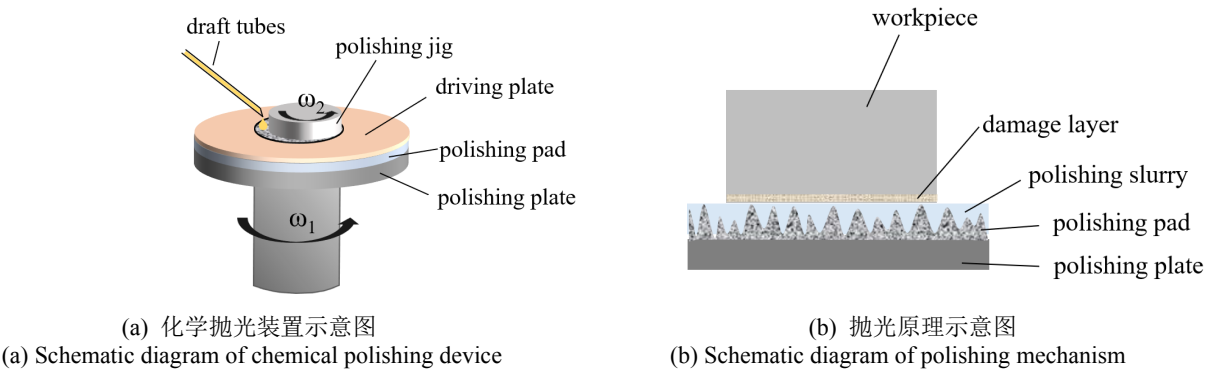 draft tubes
polishing jig
driving plate
polishing pad
polishing plate
ω2
ω1
(a) 化学抛光装置示意图
(a) Schematic diagram of chemical polishing device
workpiece
damage layer
polishing slurry
polishing pad
polishing plate
(b) 抛光原理示意图
(b) Schematic diagram of polishing mechanism